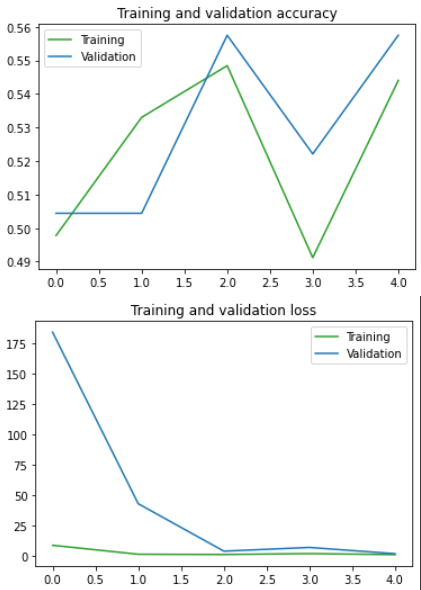 Training and validation accuracy
0.56
0.55
0.54
0.53
0.52
0.51
0.50
0.49
Training
Validation
0.0 0.5 1.0 1.5 2.0 2.5 3.0 3.5 4.0
Training and validation loss
175
150
125
100
75
50
25
0
Training
Validation
0.0 0.5 1.0 1.5 2.0 2.5 3.0 3.5 4.0